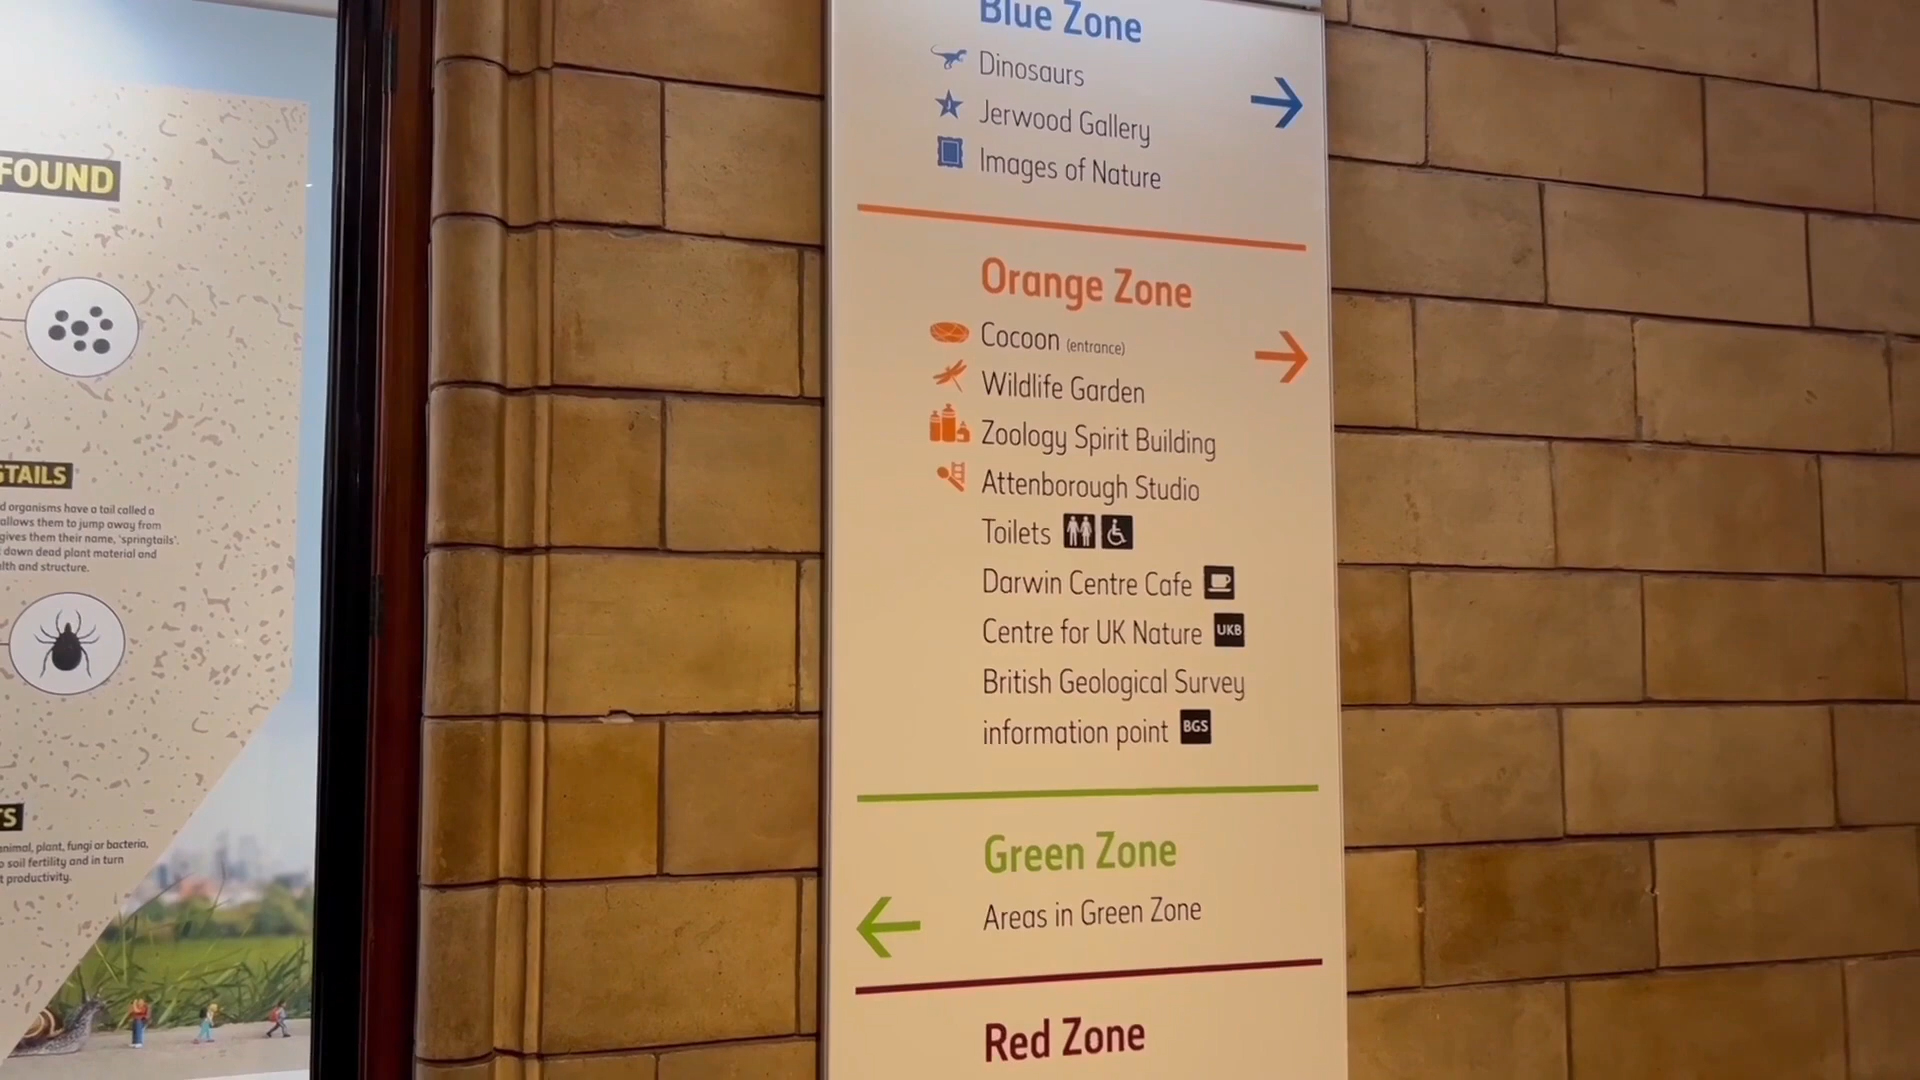 FOUND
TAILS
d organisms have a tail called a
allows them to jump away from
gives them their name, 'springtails'.
down dead plant material and
lth and structure.
TS
nimal, plant, fungi or bacteria,
soil fertility and in turn
t productivity.
Blue Zone
Dinosaurs
Jerwood Gallery
Images of Nature
Orange Zone
Cocoon (entrance)
Wildlife Garden
Zoology Spirit Building
Attenborough Studio
Toilets
Darwin Centre Cafe
Centre for UK Nature UKB
British Geological Survey
information point BGS
Green Zone
Areas in Green Zone
Red Zone